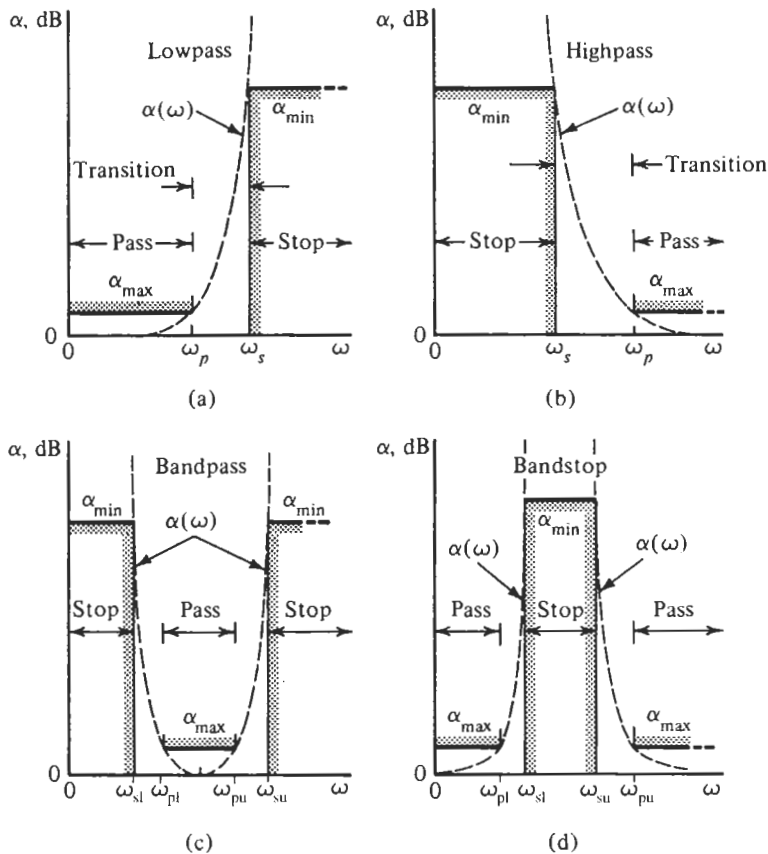 α, dB
Lowpass
α(ω)
α_min
Transition
Pass
Stop
α_max
0
0
ω_p
ω_s
ω
(a)
Highpass
α_min
α(ω)
Transition
Stop
Pass
α_max
0
ω_s
ω_p
ω
(b)
α, dB
Bandpass
α_min
α_min
α(ω)
Stop
Pass
Stop
α_max
0
0
ω_sl
ω_pl
ω_pu
ω_su
ω
(c)
α, dB
Bandstop
α_min
α(ω)
α(ω)
Pass
Stop
Pass
α_max
α_max
0
0
ω_pl
ω_sl
ω_su
ω_pu
ω
(d)